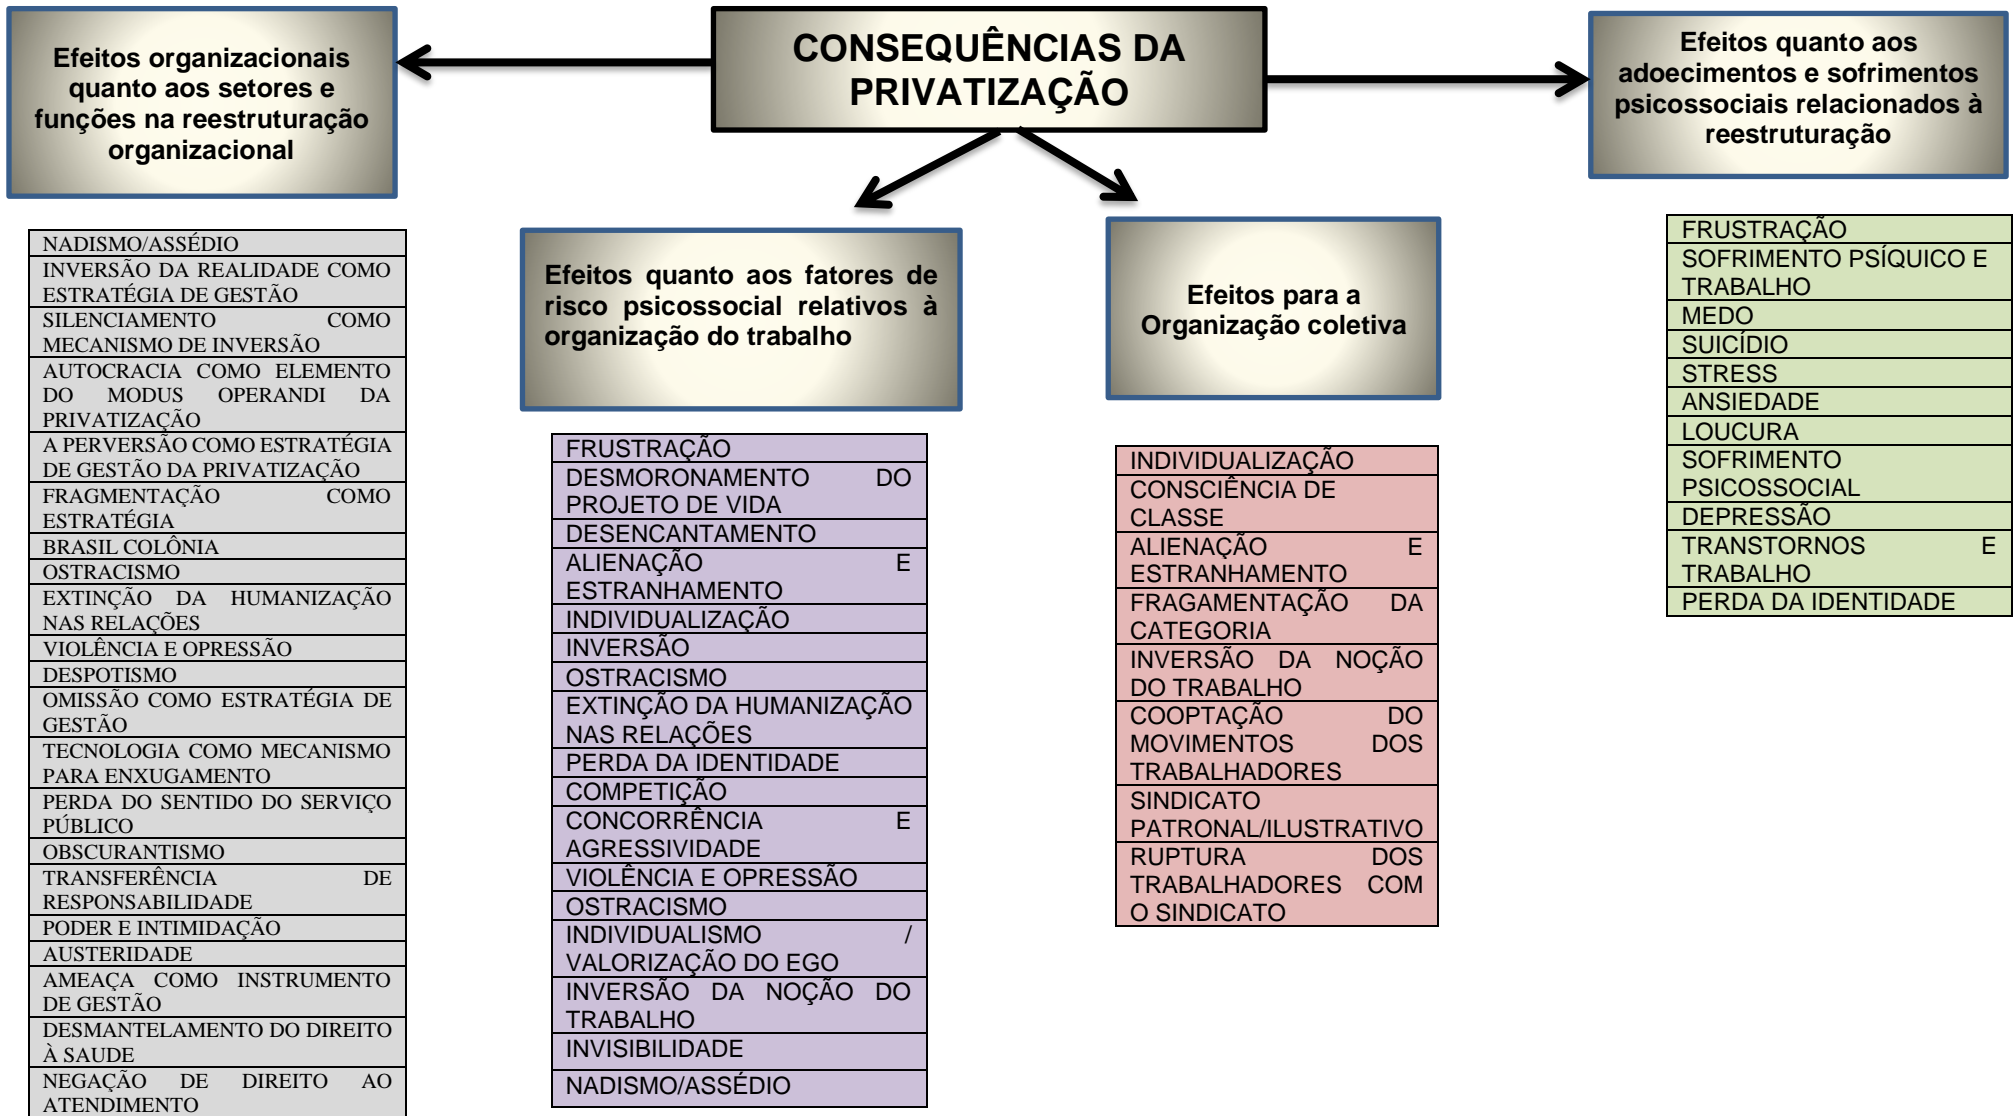 CONSEQUÊNCIAS DA
PRIVATIZAÇÃO
Efeitos organizacionais
quanto aos setores e
funções na reestruturação
organizacional
NADISMO/ASSÉDIO
INVERSÃO DA REALIDADE COMO
ESTRATÉGIA DE GESTÃO
SILENCIAMENTO COMO
MECANISMO DE INVERSÃO
AUTOCRACIA COMO ELEMENTO
DO MODUS OPERANDI DA
PRIVATIZAÇÃO
A PERVERSÃO COMO ESTRATÉGIA
DE GESTÃO DA PRIVATIZAÇÃO
FRAGMENTAÇÃO COMO
ESTRATÉGIA
BRASIL COLÔNIA
OSTRACISMO
EXTINÇÃO DA HUMANIZAÇÃO
NAS RELAÇÕES
VIOLÊNCIA E OPRESSÃO
DESPOTISMO
OMISSÃO COMO ESTRATÉGIA DE
GESTÃO
TECNOLOGIA COMO MECANISMO
PARA ENXUGAMENTO
PERDA DO SENTIDO DO SERVIÇO
PÚBLICO
OBSCURANTISMO
TRANSFERÊNCIA DE
RESPONSABILIDADE
PODER E INTIMIDAÇÃO
AUSTERIDADE
AMEAÇA COMO INSTRUMENTO
DE GESTÃO
DESMANTELAMENTO DO DIREITO
À SAUDE
NEGAÇÃO DE DIREITO AO
ATENDIMENTO
Efeitos quanto aos fatores de
risco psicossocial relativos à
organização do trabalho
FRUSTRAÇÃO
DESMORONAMENTO DO
PROJETO DE VIDA
DESENCANTAMENTO
ALIENAÇÃO E
ESTRANHAMENTO
INDIVIDUALIZAÇÃO
INVERSÃO
OSTRACISMO
EXTINÇÃO DA HUMANIZAÇÃO
NAS RELAÇÕES
PERDA DA IDENTIDADE
COMPETIÇÃO
CONCORRÊNCIA E
AGRESSIVIDADE
VIOLÊNCIA E OPRESSÃO
OSTRACISMO
INDIVIDUALISMO /
VALORIZAÇÃO DO EGO
INVERSÃO DA NOÇÃO DO
TRABALHO
INVISIBILIDADE
NADISMO/ASSÉDIO
Efeitos para a
Organização coletiva
INDIVIDUALIZAÇÃO
CONSCIÊNCIA DE
CLASSE
ALIENAÇÃO E
ESTRANHAMENTO
FRAGAMENTAÇÃO DA
CATEGORIA
INVERSÃO DA NOÇÃO
DO TRABALHO
COOPTAÇÃO DO
MOVIMENTOS DOS
TRABALHADORES
SINDICATO
PATRONAL/ILUSTRATIVO
RUPTURA DOS
TRABALHADORES COM
O SINDICATO
Efeitos quanto aos
adoecimentos e sofrimentos
psicossociais relacionados à
reestruturação
FRUSTRAÇÃO
SOFRIMENTO PSÍQUICO E
TRABALHO
MEDO
SUICÍDIO
STRESS
ANSIEDADE
LOUCURA
SOFRIMENTO
PSICOSSOCIAL
DEPRESSÃO
TRANSTORNOS E
TRABALHO
PERDA DA IDENTIDADE